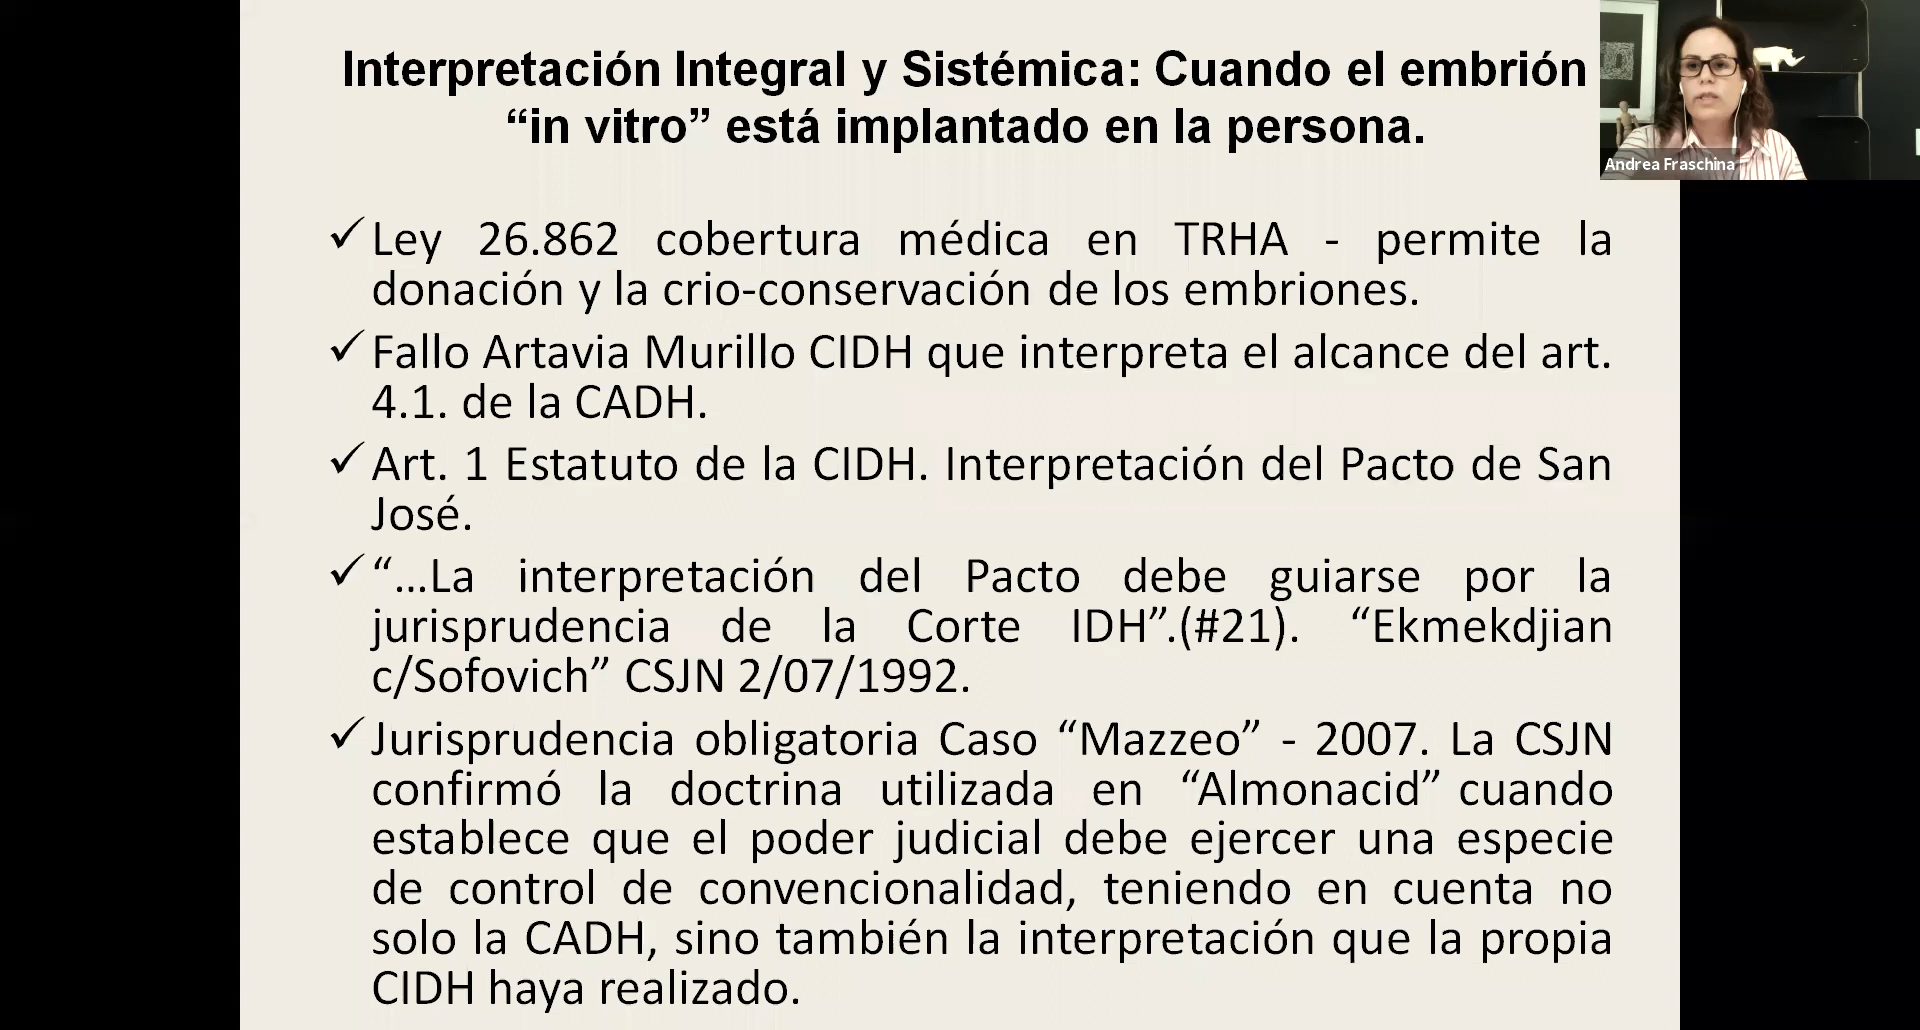 Interpretación Integral y Sistémica: Cuando el embrión
“in vitro” está implantado en la persona.
Andrea Fraschina
✓Ley 26.862 cobertura médica en TRHA - permite la
donación y la crio-conservación de los embriones.
✓Fallo Artavia Murillo CIDH que interpreta el alcance del art.
4.1. de la CADH.
✓Art. 1 Estatuto de la CIDH. Interpretación del Pacto de San
José.
✓“…La interpretación del Pacto debe guiarse por la
jurisprudencia de la Corte IDH”.(#21). “Ekmekdjian
c/Sofovich” CSJN 2/07/1992.
✓Jurisprudencia obligatoria Caso “Mazzeo” - 2007. La CSJN
confirmó la doctrina utilizada en “Almonacid” cuando
establece que el poder judicial debe ejercer una especie
de control de convencionalidad, teniendo en cuenta no
solo la CADH, sino también la interpretación que la propia
CIDH haya realizado.